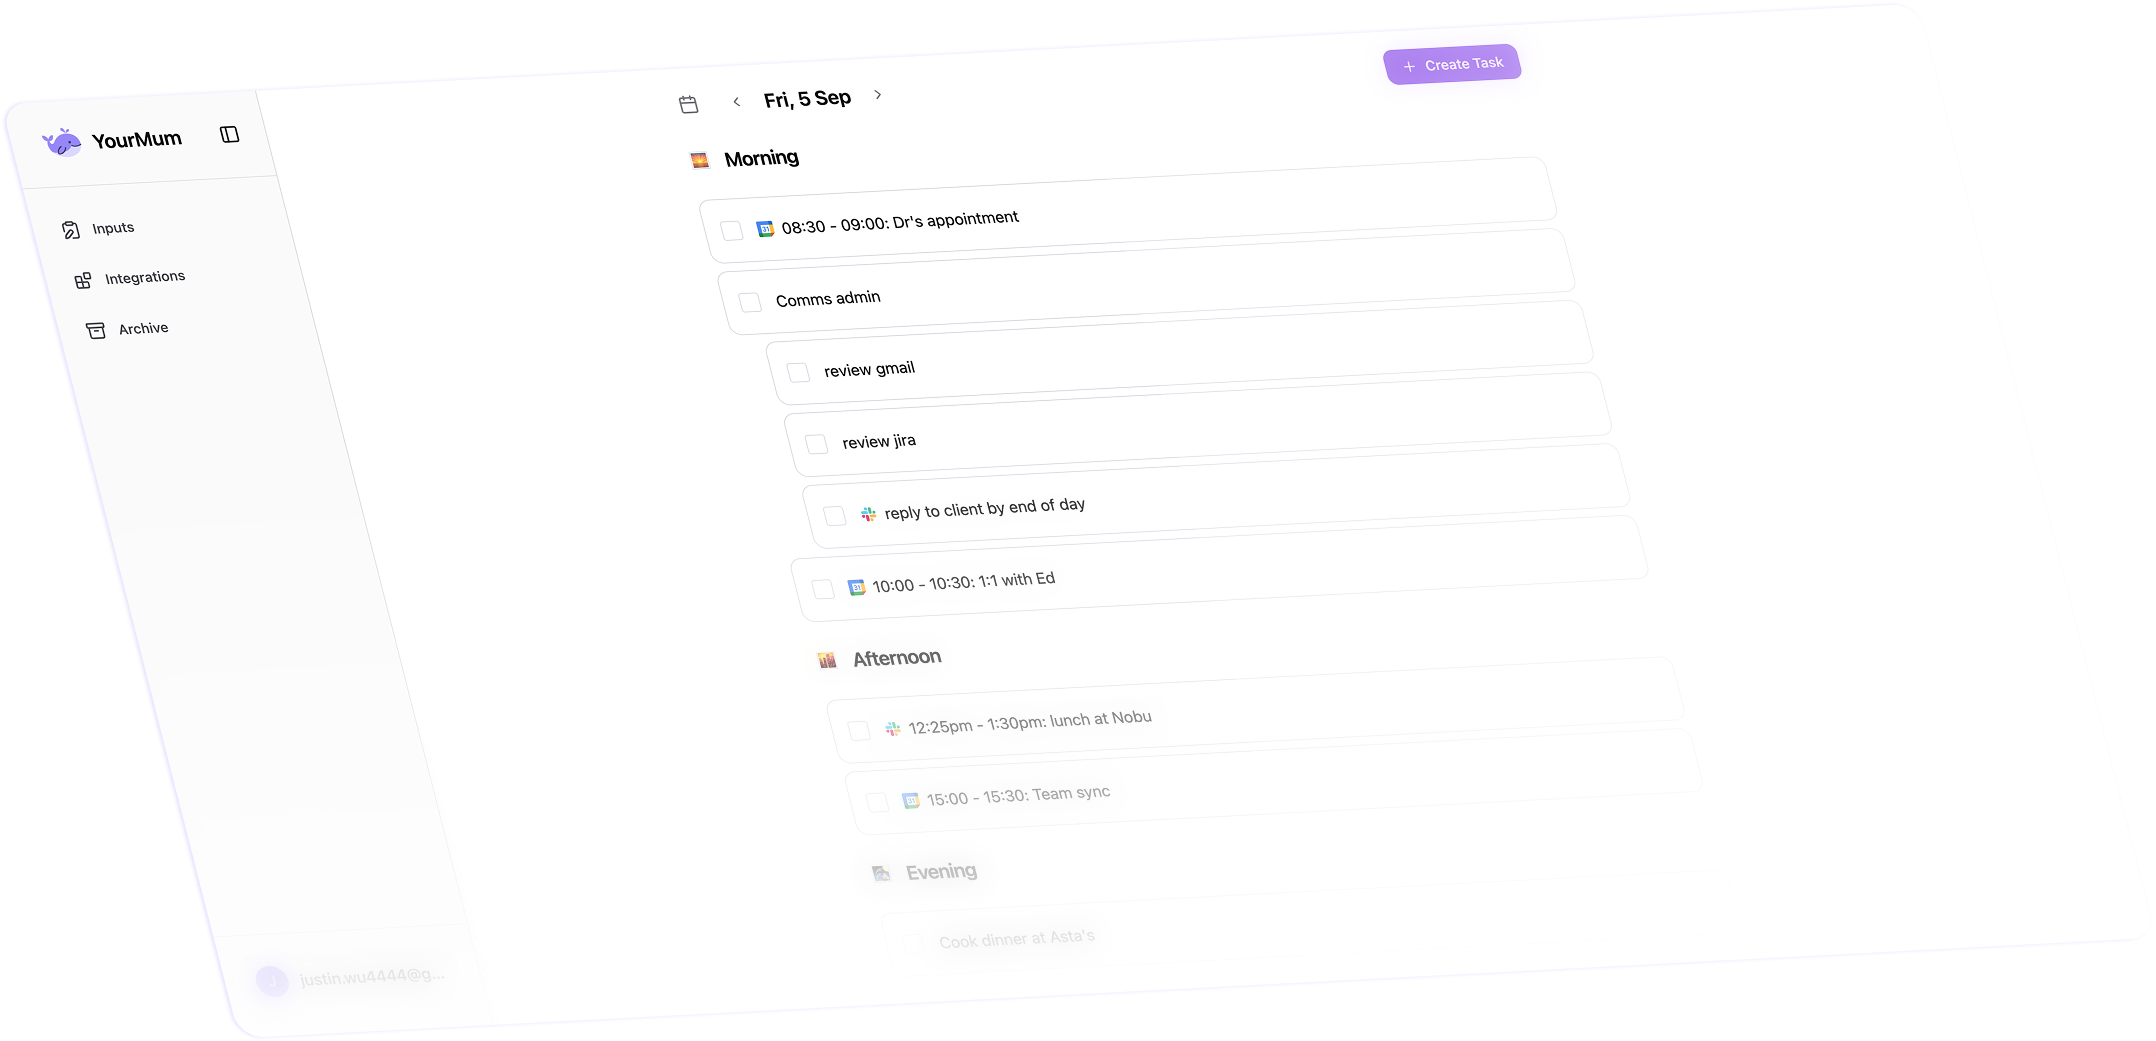 YourMum
Inputs
Integrations
Archive
justin.wu4444@g...
Fri, 5 Sep
Create Task
Morning
08:30 - 09:00: Dr's appointment
Comms admin
review gmail
review jira
reply to client by end of day
10:00 - 10:30: 1:1 with Ed
Afternoon
12:25pm - 1:30pm: lunch at Nobu
15:00 - 15:30: Team sync
Evening
Cook dinner at Asta's